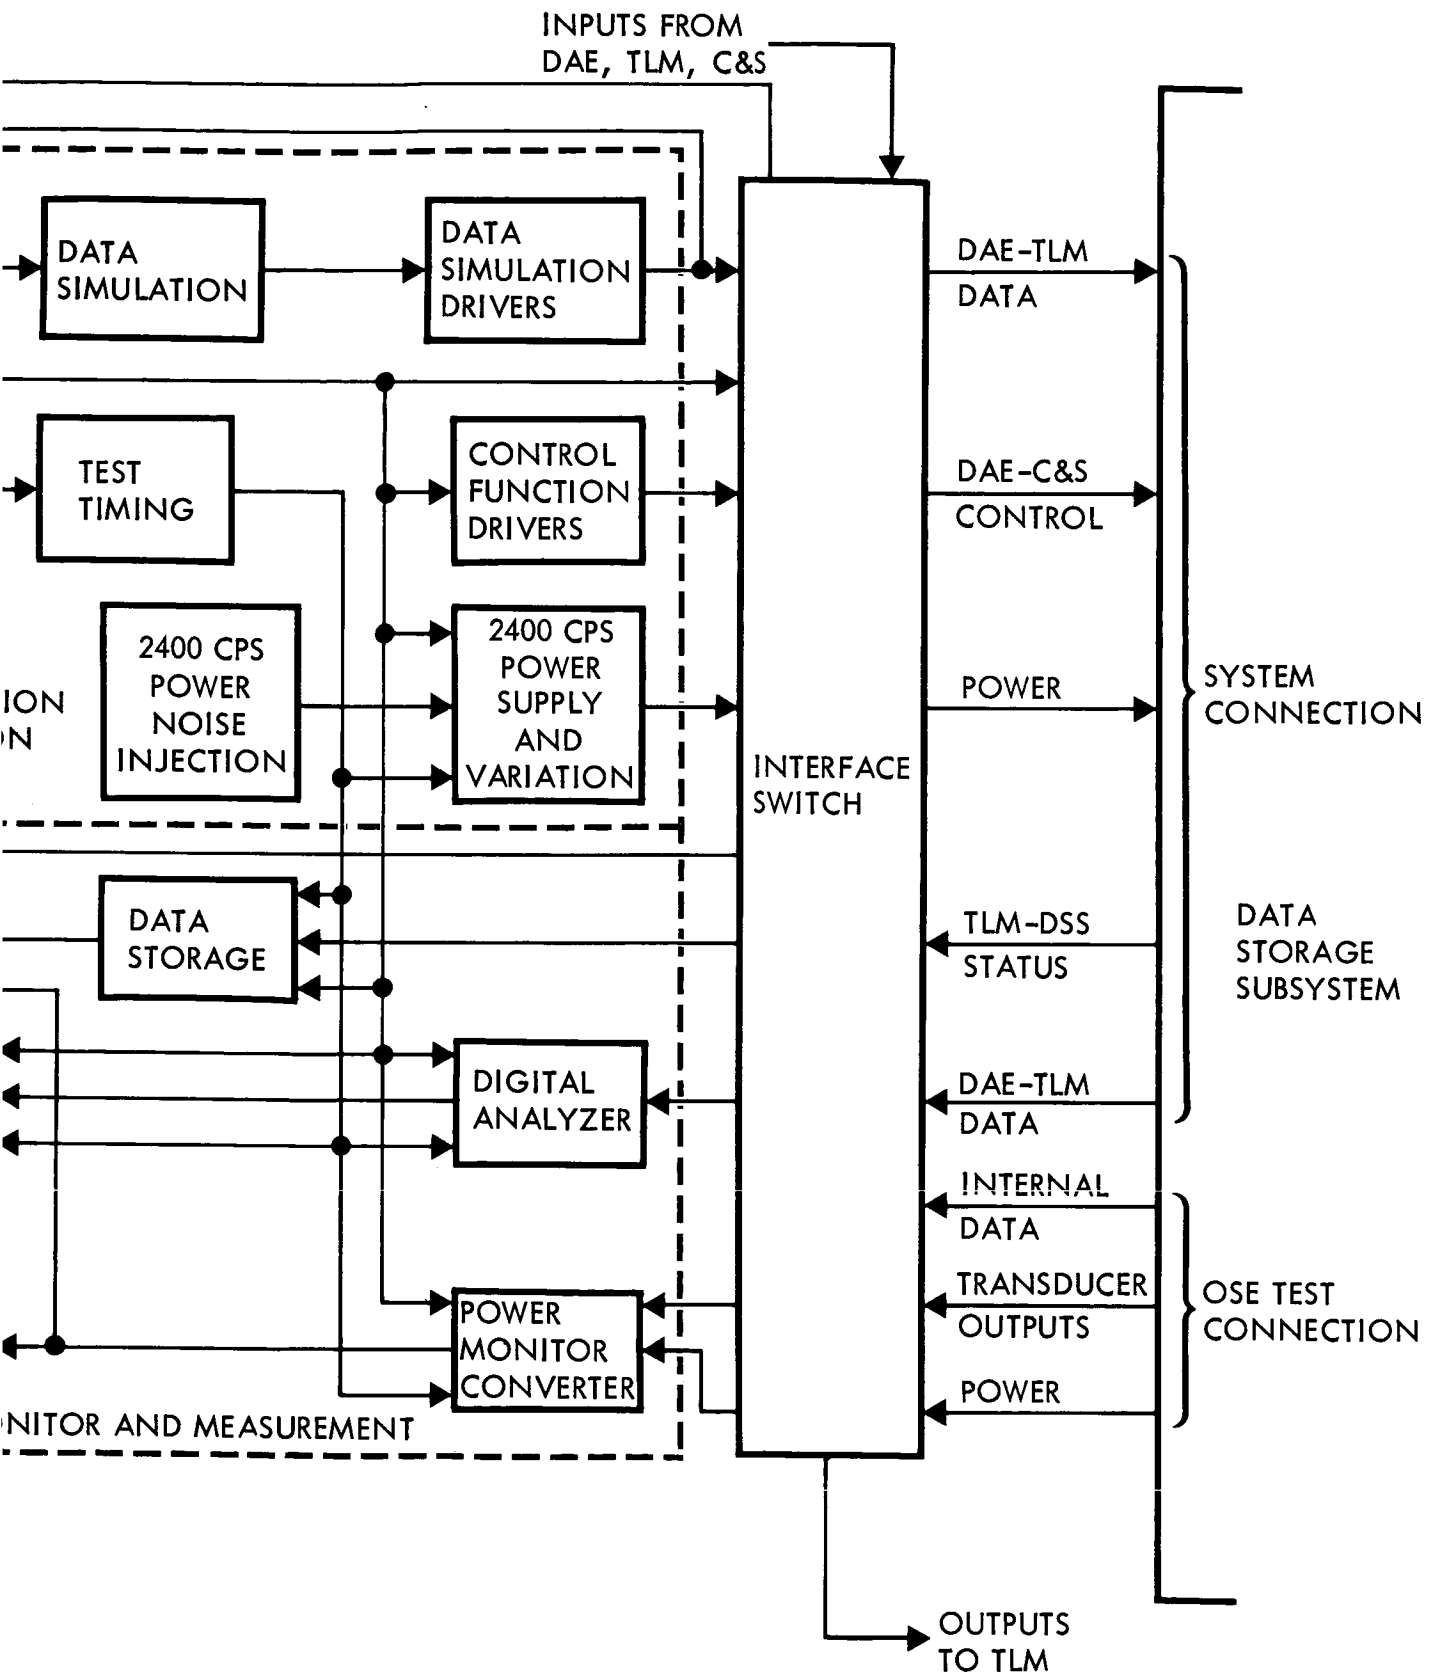 INPUTS FROM
DAE, TLM, C&S
DATA
SIMULATION
DATA
SIMULATION
DRIVERS
DAE-TLM
DATA
TEST
TIMING
CONTROL
FUNCTION
DRIVERS
DAE-C&S
CONTROL
2400 CPS
POWER
NOISE
INJECTION
2400 CPS
POWER
SUPPLY
AND
VARIATION
POWER
SYSTEM
CONNECTION
INTERFACE
SWITCH
DATA
STORAGE
TLM-DSS
STATUS
DATA
STORAGE
SUBSYSTEM
DIGITAL
ANALYZER
DAE-TLM
DATA
INTERNAL
DATA
TRANSDUCER
OUTPUTS
OSE TEST
CONNECTION
POWER
MONITOR
CONVERTER
POWER
NITOR AND MEASUREMENT
ION
N
OUTPUTS
TO TLM